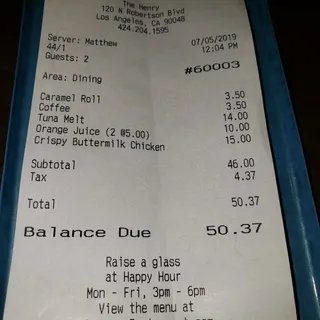 The Henry
120 N Robertson Blvd
Los Angeles, CA 90048
424.204.1595
Server: Matthew 07/05/2019
44/1 12:04 PM
Guests: 2
#60003
Area: Dining
Caramel Roll 3.50
Coffee 3.50
Tuna Melt 14.00
Orange Juice (2 @5.00) 10.00
Crispy Buttermilk Chicken 15.00
Subtotal 46.00
Tax 4.37
Total 50.37
Balance Due 50.37
Raise a glass
at Happy Hour
Mon - Fri, 3pm - 6pm
View the menu at